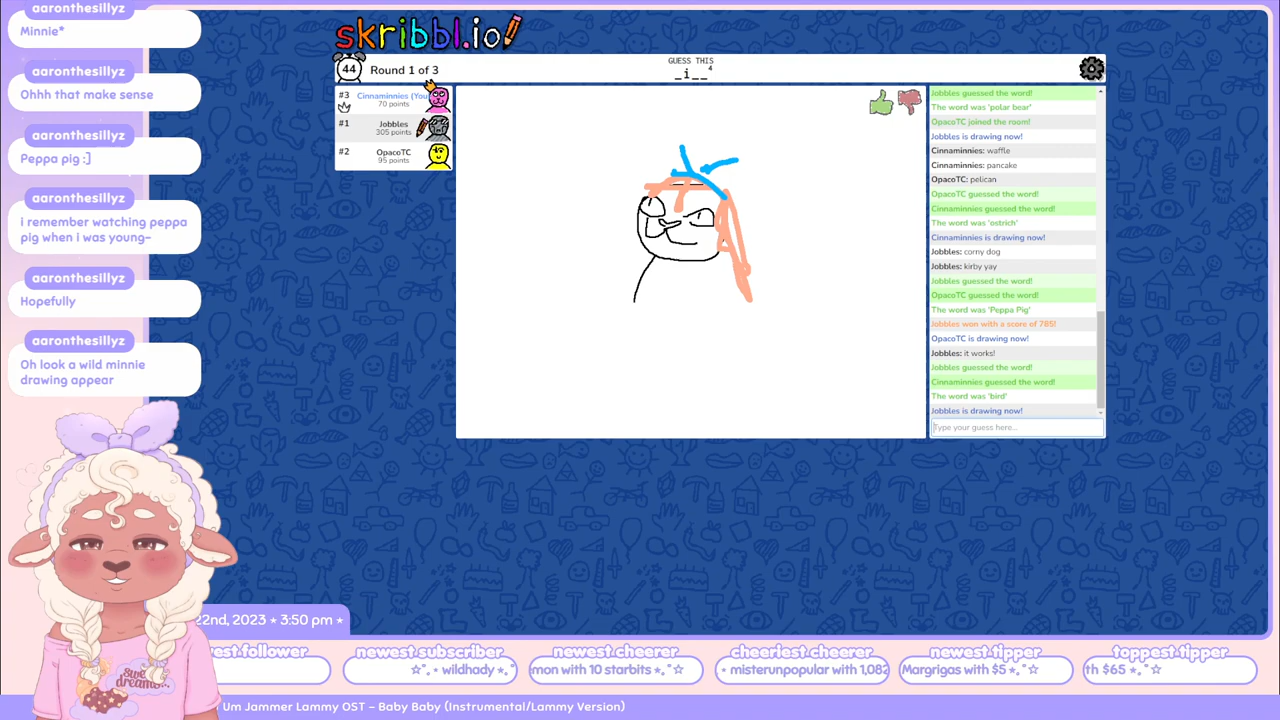 aaronthesillyz
Minnie*
aaronthesillyz
Ohhh that make sense
aaronthesillyz
Peppa pig :]
aaronthesillyz
i remember watching peppa
pig when i was young-
aaronthesillyz
Hopefully
aaronthesillyz
Oh look a wild minnie
drawing appear
skribbl.io
44
Round 1 of 3
GUESS THIS
_i__ 4
#3
Cinnaminnies (You
70 points
#1
Jobbles
305 points
#2
OpacoTC
95 points
Jobbles guessed the word!
The word was 'polar bear'
OpacoTC joined the room!
Jobbles is drawing now!
Cinnaminnies: waffle
Cinnaminnies: pancake
OpacoTC: pelican
OpacoTC guessed the word!
Cinnaminnies guessed the word!
The word was 'ostrich'
Cinnaminnies is drawing now!
Jobbles: corny dog
Jobbles: kirby yay
Jobbles guessed the word!
OpacoTC guessed the word!
The word was 'Peppa Pig'
Jobbles won with a score of 785!
OpacoTC is drawing now!
Jobbles: it works!
Jobbles guessed the word!
Cinnaminnies guessed the word!
The word was 'bird'
Jobbles is drawing now!
Type your guess here...
22nd, 2023 ⋆ 3:50 pm ⋆
est follower
newest subscriber
☆°⋆ wildhady ⋆,°
newest cheerer
mon with 10 starbits ⋆,°☆
cheeriest cheerer
⋆ misterunpopular with 1,082
newest tipper
Margrigas with $5 ⋆,°☆
toppest tipper
th $65 ⋆,°☆
swe
dreams...
Um Jammer Lammy OST - Baby Baby (Instrumental/Lammy Version)